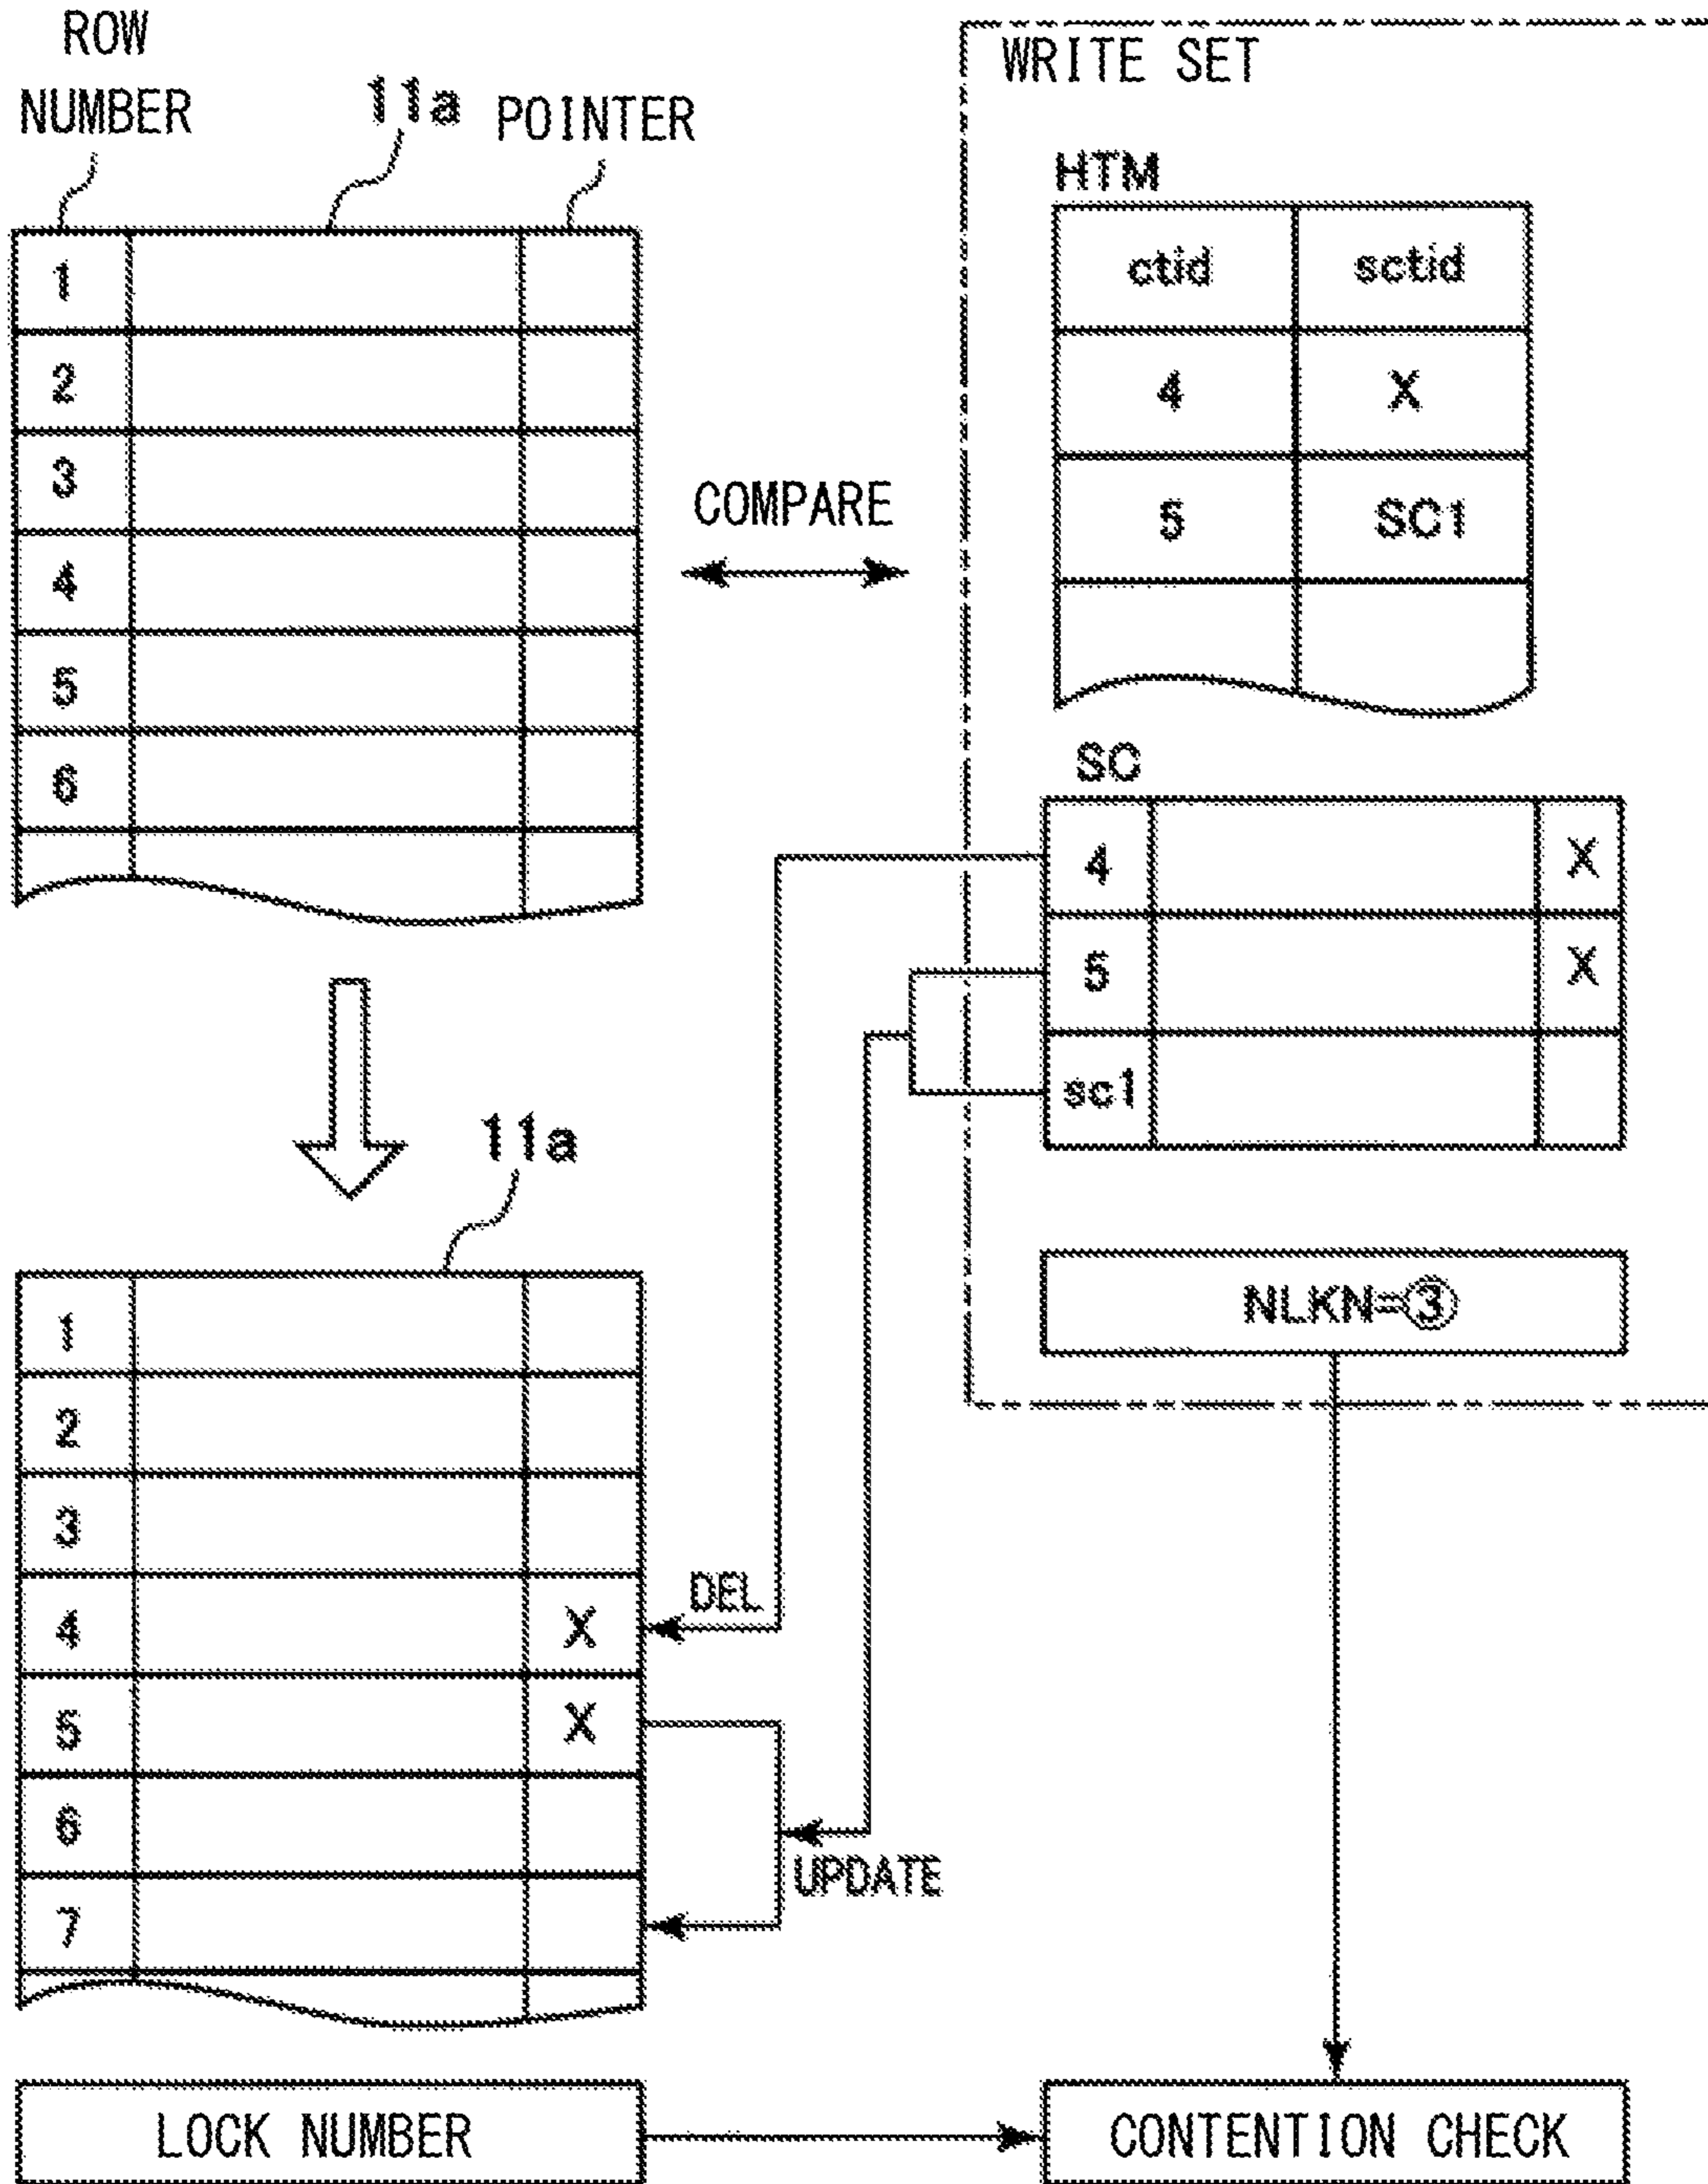 ROW
NUMBER
11a
POINTER
1
2
3
4
5
6
COMPARE
WRITE SET
HTM
ctid sctid
4 X
5 SC1
SC
4 X
5 X
sc1
NLKN=③
11a
1
2
3
4 X
5 X
6
7
DEL
UPDATE
LOCK NUMBER
CONTENTION CHECK